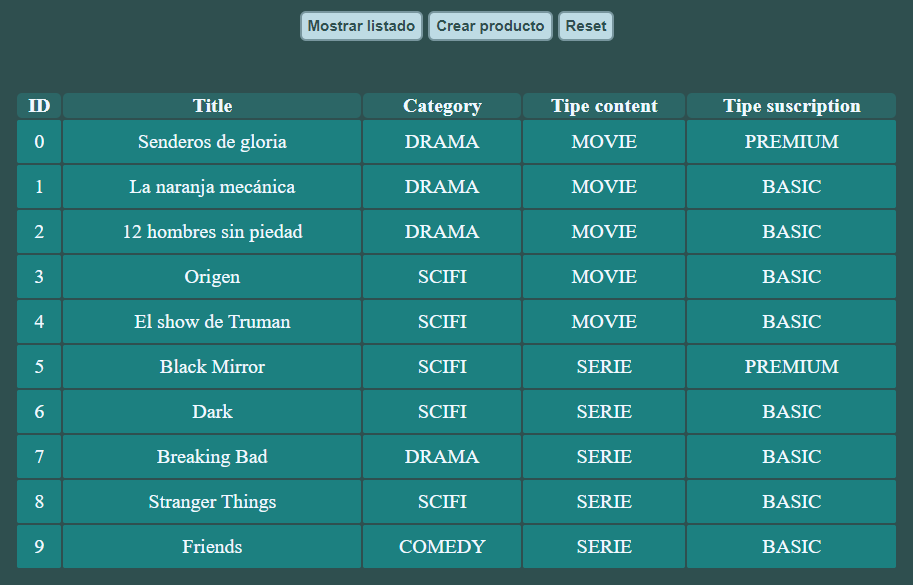 Mostrar listado Crear producto Reset
ID Title Category Tipe content Tipe suscription
0 Senderos de gloria DRAMA MOVIE PREMIUM
1 La naranja mecánica DRAMA MOVIE BASIC
2 12 hombres sin piedad DRAMA MOVIE BASIC
3 Origen SCIFI MOVIE BASIC
4 El show de Truman SCIFI MOVIE BASIC
5 Black Mirror SCIFI SERIE PREMIUM
6 Dark SCIFI SERIE BASIC
7 Breaking Bad DRAMA SERIE BASIC
8 Stranger Things SCIFI SERIE BASIC
9 Friends COMEDY SERIE BASIC